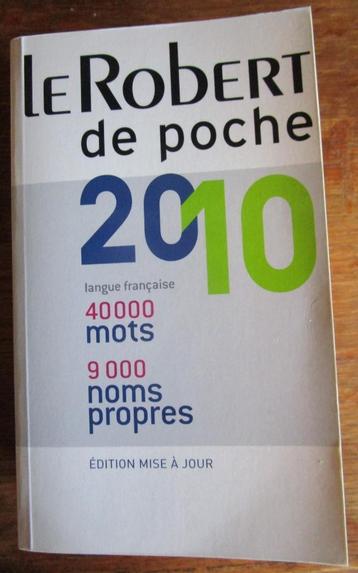 le Robert
de poche
2010
langue française
40 000
mots
9 000
noms
propres
ÉDITION MISE À JOUR